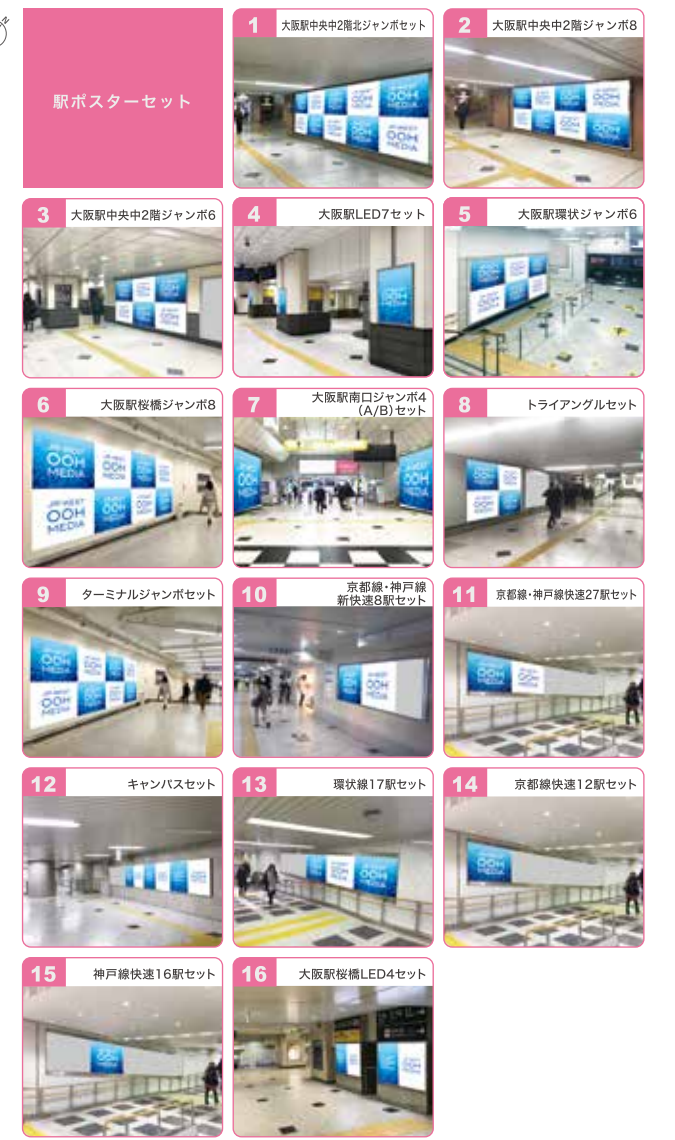 駅ポスターセット
1 大阪駅中央中2階北ジャンボセット
2 大阪駅中央中2階ジャンボ8
3 大阪駅中央中2階ジャンボ6
4 大阪駅LED7セット
5 大阪駅環状ジャンボ6
6 大阪駅桜橋ジャンボ8
7 大阪駅南口ジャンボ4
(A/B)セット
8 トライアングルセット
9 ターミナルジャンボセット
10 京都線・神戸線
新快速8駅セット
11 京都線・神戸線快速27駅セット
12 キャンパスセット
13 環状線17駅セット
14 京都線快速12駅セット
15 神戸線快速16駅セット
16 大阪駅桜橋LED4セット
JR-WEST
OOH
MEDIA